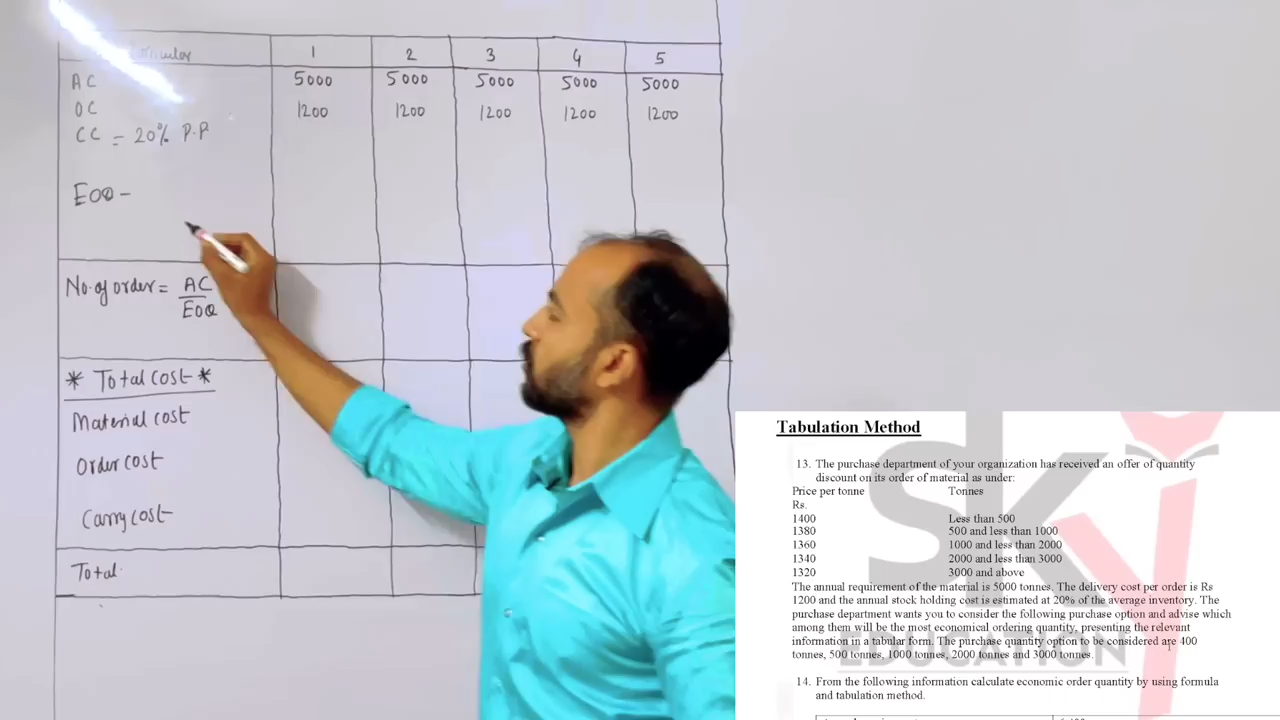 1 2 3 4 5
AC 5000 5000 5000 5000 5000
OC 1200 1200 1200 1200 1200
CC = 20% P.P
EOQ -
No. of order = AC
EOQ
* Total cost *
Material cost
Order cost
Carry cost
Total.
Tabulation Method
13. The purchase department of your organization has received an offer of quantity
discount on its order of material as under:
Price per tonne Tonnes
Rs.
1400 Less than 500
1380 500 and less than 1000
1360 1000 and less than 2000
1340 2000 and less than 3000
1320 3000 and above
The annual requirement of the material is 5000 tonnes. The delivery cost per order is Rs
1200 and the annual stock holding cost is estimated at 20% of the average inventory. The
purchase department wants you to consider the following purchase option and advise which
among them will be the most economical ordering quantity, presenting the relevant
information in a tabular form. The purchase quantity option to be considered are 400
tonnes, 500 tonnes, 1000 tonnes, 2000 tonnes and 3000 tonnes.
14. From the following information calculate economic order quantity by using formula
and tabulation method.
SKY
EDUCATION